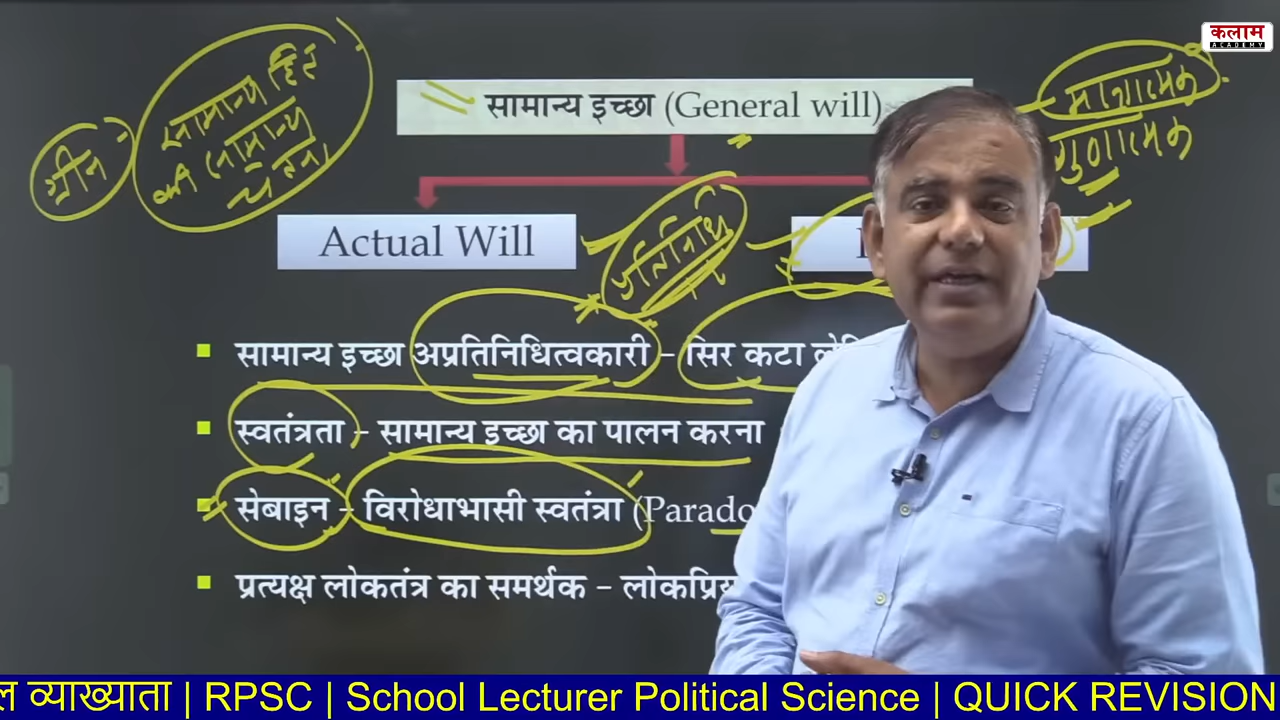 कलाम
ACADEMY
सामान्य हित
की सामान्य
चेतना
ग्रीन
सामान्य इच्छा (General will)
मात्रात्मक
गुणात्मक
Actual Will
प्रतिनिधि
सामान्य इच्छा अप्रतिनिधित्वकारी – सिर कटा
स्वतंत्रता – सामान्य इच्छा का पालन करना
सेबाइन – विरोधाभासी स्वतंत्रा (Parado
प्रत्यक्ष लोकतंत्र का समर्थक – लोकप्रिय
ल व्याख्याता | RPSC | School Lecturer Political Science | QUICK REVISION